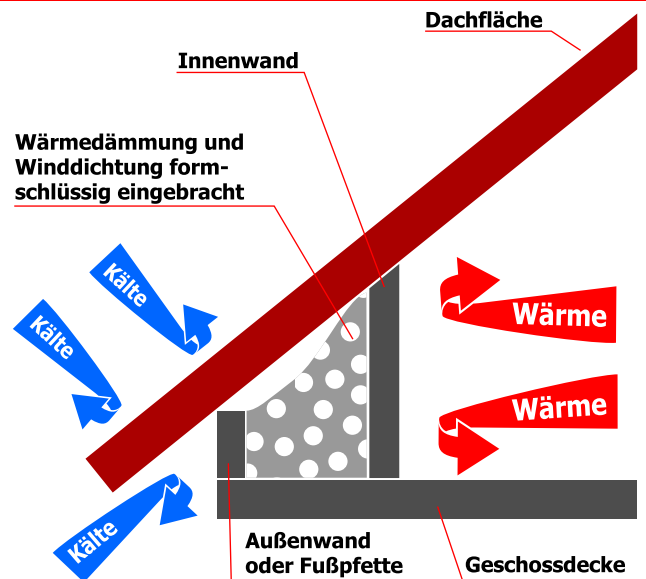 Dachfläche
Innenwand
Wärmedämmung und
Winddichtung form-
schlüssig eingebracht
Kälte
Kälte
Wärme
Wärme
Kälte
Außenwand
oder Fußpfette
Geschossdecke